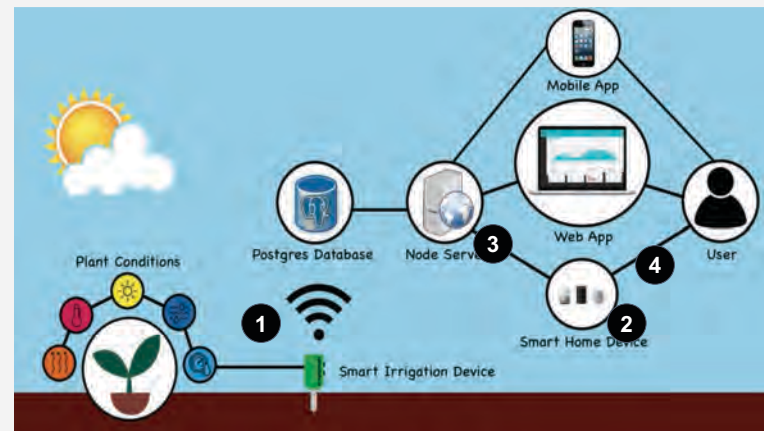 Mobile App
Postgres Database
Node Serve
3
Web App
User
4
Plant Conditions
1
2
Smart Home Device
Smart Irrigation Device